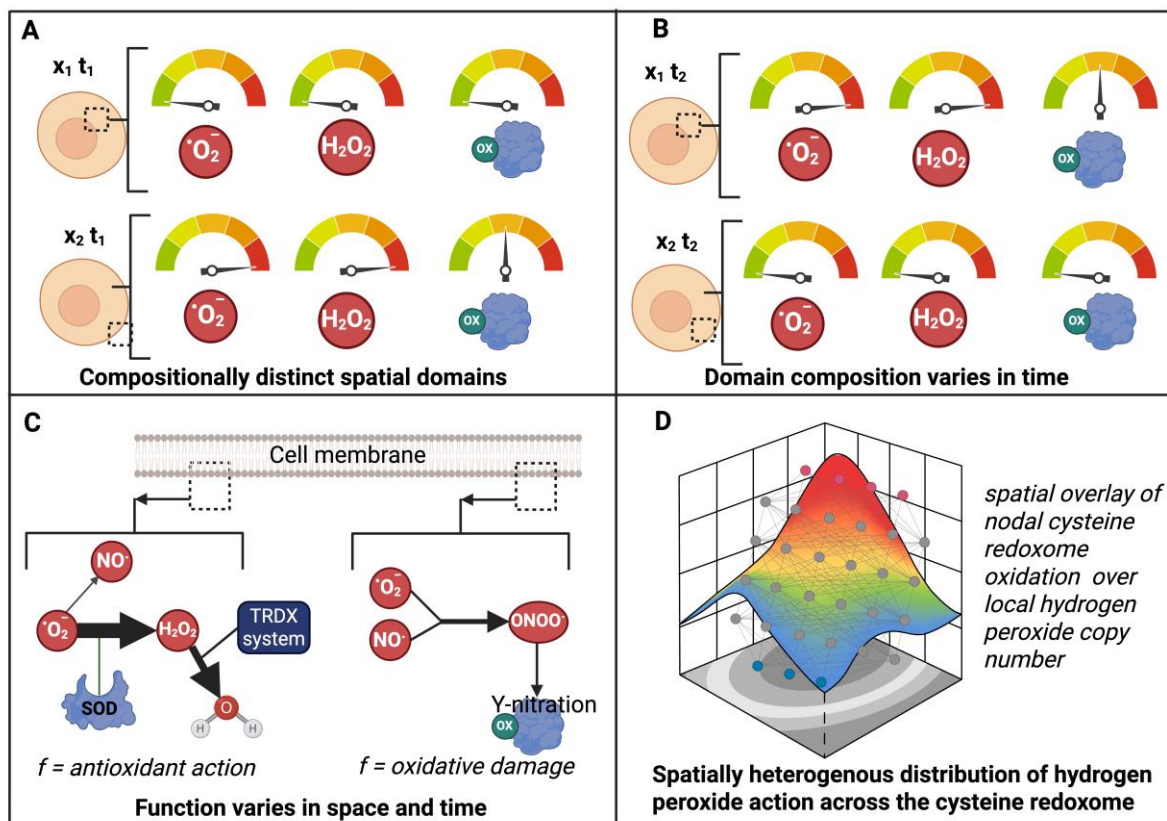 A
x₁ t₁
•O₂⁻
H₂O₂
OX
x₂ t₁
•O₂⁻
H₂O₂
OX
Compositionally distinct spatial domains
B
x₁ t₂
•O₂⁻
H₂O₂
OX
x₂ t₂
•O₂⁻
H₂O₂
OX
Domain composition varies in time
C
Cell membrane
NO•
•O₂⁻
H₂O₂
TRDX
system
SOD
H
O
H
f = antioxidant action
•O₂⁻
NO•
ONOO⁻
Y-nitration
OX
f = oxidative damage
Function varies in space and time
D
spatial overlay of
nodal cysteine
redoxome
oxidation over
local hydrogen
peroxide copy
number
Spatially heterogenous distribution of hydrogen
peroxide action across the cysteine redoxome